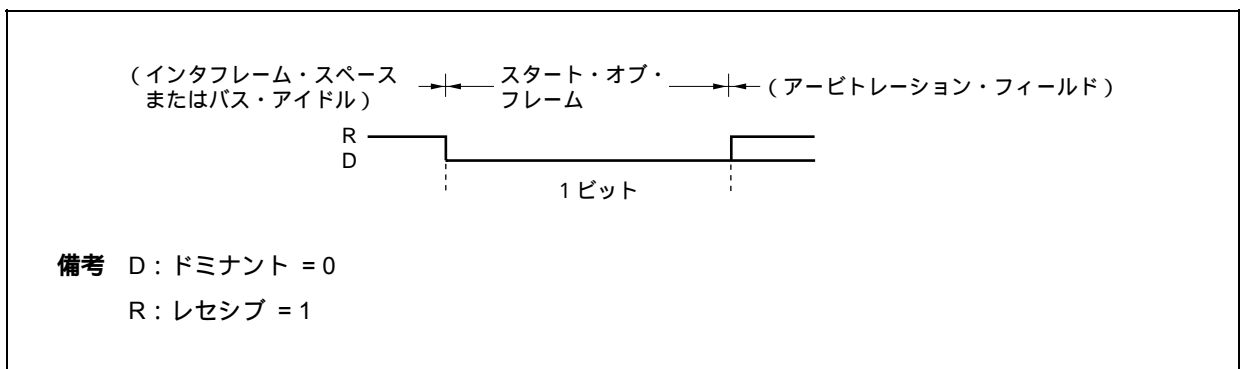 （インタフレーム・スペース
またはバス・アイドル）
スタート・オブ・
フレーム
（アービトレーション・フィールド）
R
D
1 ビット
備考 D：ドミナント = 0
R：レセシブ = 1